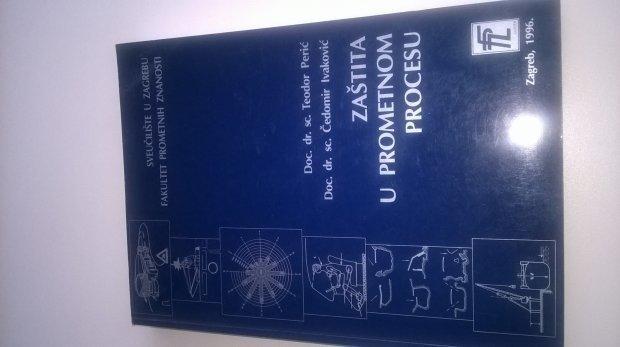 SVEUČILIŠTE U ZAGREBU
FAKULTET PROMETNIH ZNANOSTI
Doc. dr. sc. Teodor Perić
Doc. dr. sc. Čedomir Ivaković
ZAŠTITA
U PROMETNOM
PROCESU
Zagreb, 1996.